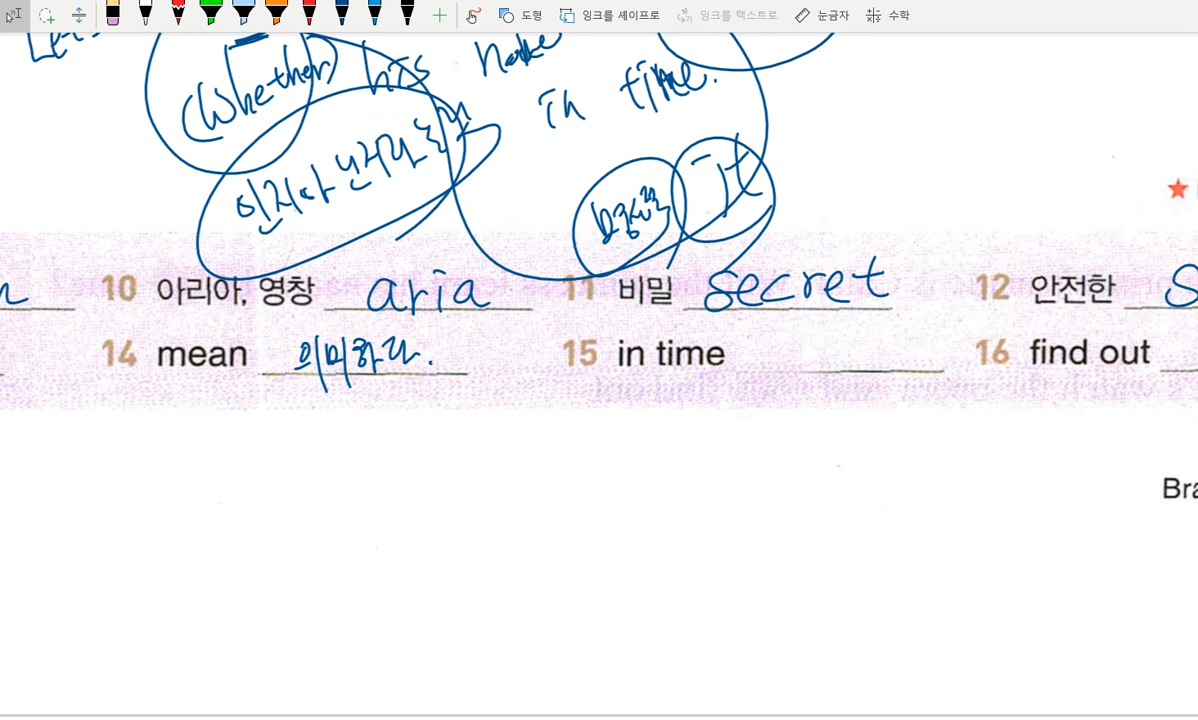 도형 잉크를 셰이프로 잉크를 텍스트로 눈금자 수학
(Whether) his name
in time.
인지아닌지라는
it
10 아리아, 영창 aria 11 비밀 secret 12 안전한 S
14 mean 의미하다. 15 in time 16 find out
Bra